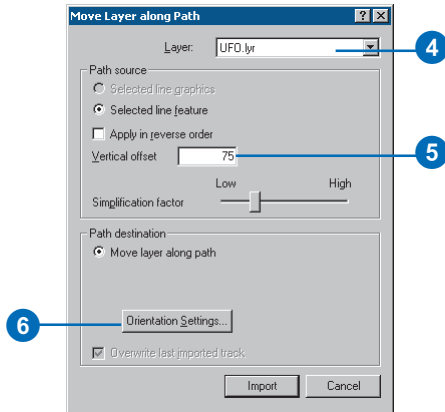 Move Layer along Path
Layer: UFO.lyr
4
Path source
Selected line graphics
Selected line feature
Apply in reverse order
Vertical offset 75
5
Low High
Simplification factor
Path destination
Move layer along path
6
Orientation Settings...
Overwrite last imported track
Import Cancel